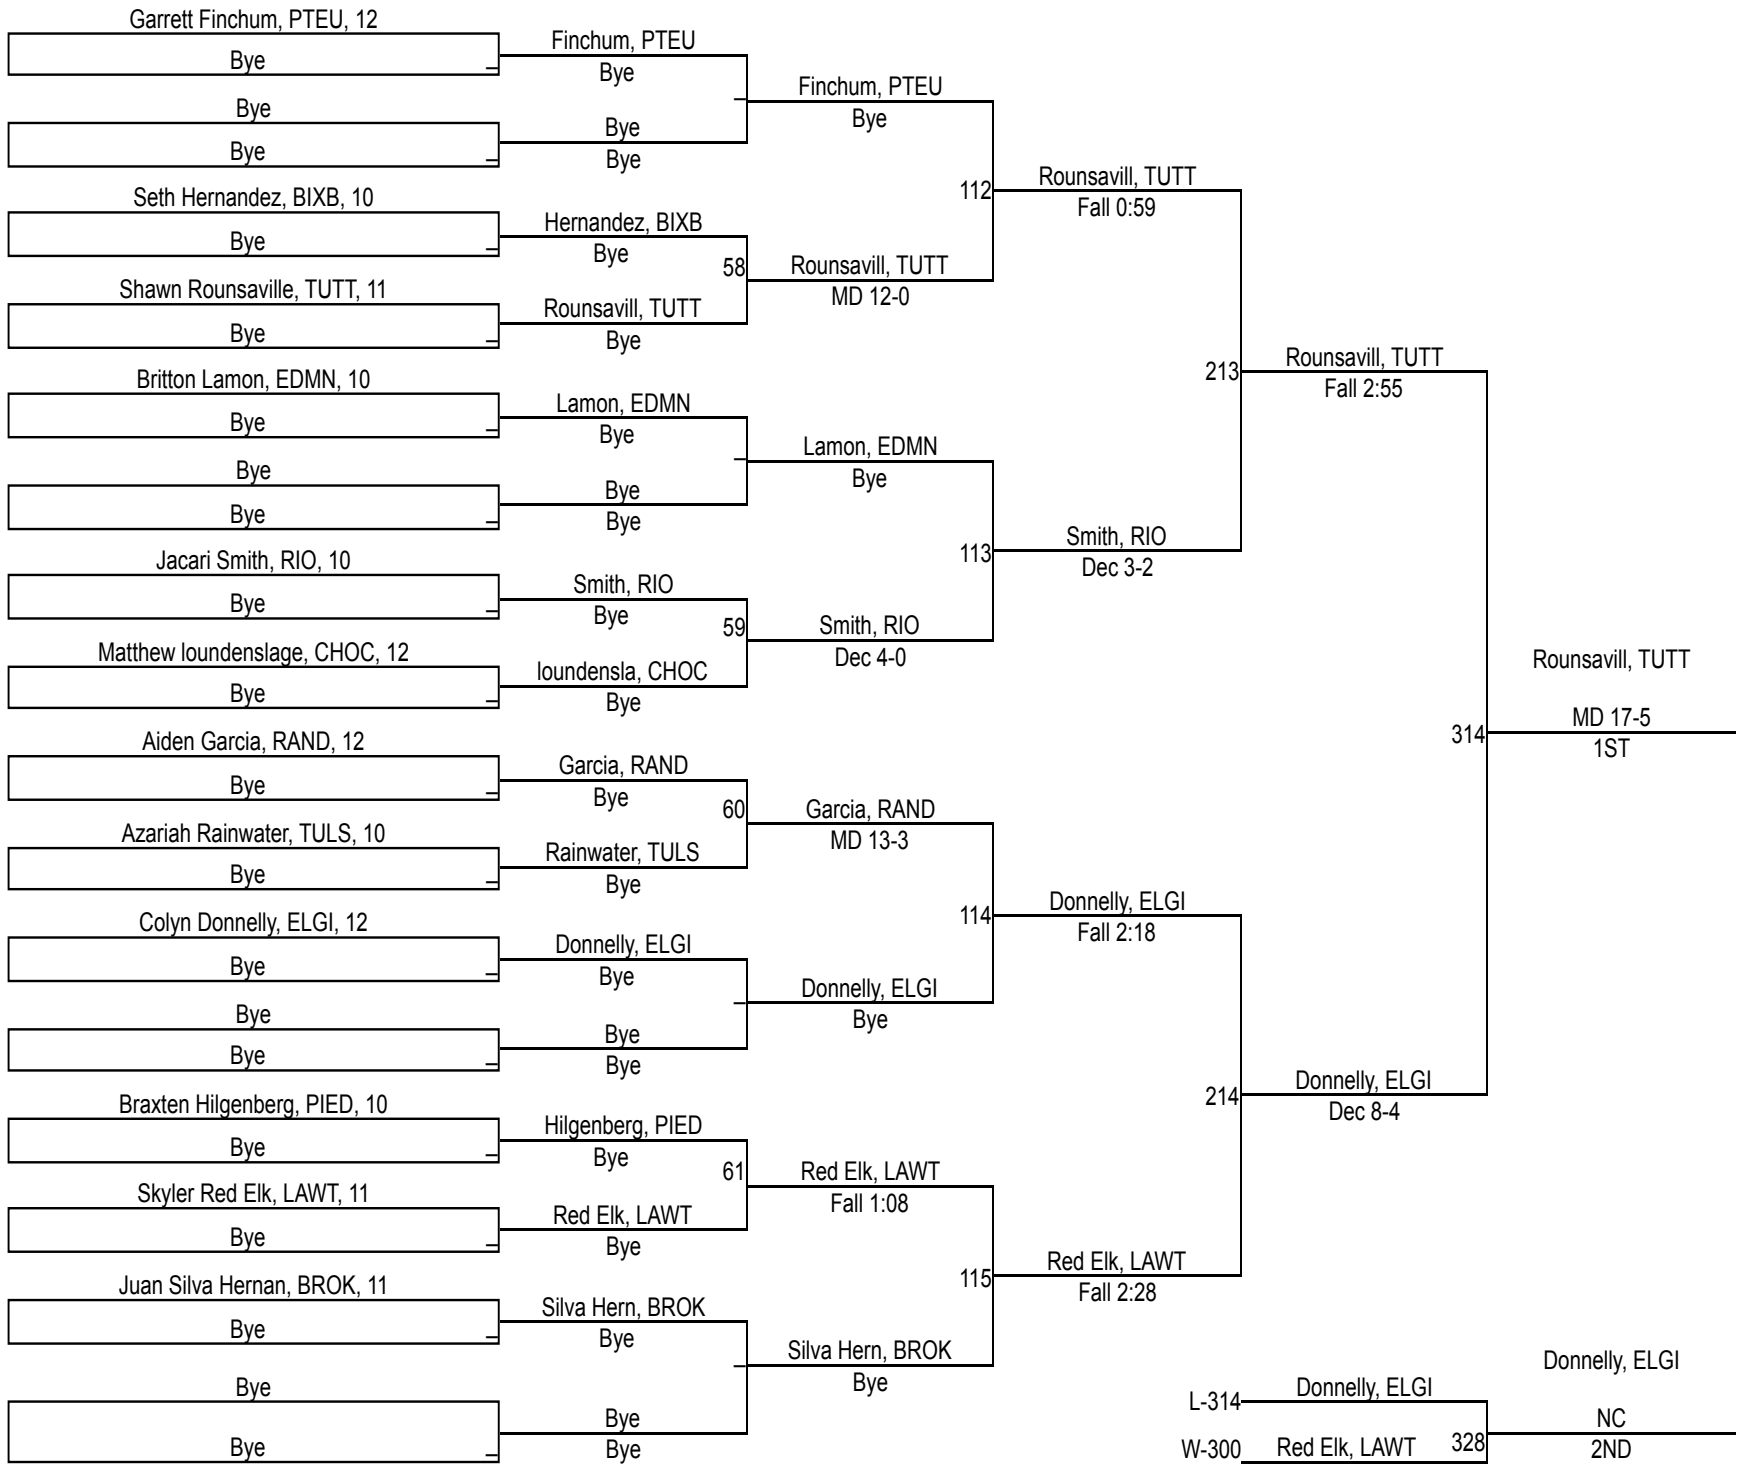 Garrett Finchum, PTEU, 12
Bye
Bye
Bye
Seth Hernandez, BIXB, 10
Bye
Shawn Rounsaville, TUTT, 11
Bye
Britton Lamon, EDMN, 10
Bye
Bye
Bye
Jacari Smith, RIO, 10
Bye
Matthew loundenslage, CHOC, 12
Bye
Aiden Garcia, RAND, 12
Bye
Azariah Rainwater, TULS, 10
Bye
Colyn Donnelly, ELGI, 12
Bye
Bye
Bye
Braxten Hilgenberg, PIED, 10
Bye
Skyler Red Elk, LAWT, 11
Bye
Juan Silva Hernan, BROK, 11
Bye
Bye
Bye
Finchum, PTEU
Bye
Bye
Bye
Hernandez, BIXB
Bye
58
Rounsavill, TUTT
Bye
Lamon, EDMN
Bye
Bye
Bye
Smith, RIO
Bye
59
loundensla, CHOC
Bye
Garcia, RAND
Bye
60
Rainwater, TULS
Bye
Donnelly, ELGI
Bye
Bye
Bye
Hilgenberg, PIED
Bye
61
Red Elk, LAWT
Bye
Silva Hern, BROK
Bye
Bye
Bye
Finchum, PTEU
Bye
112
Rounsavill, TUTT
MD 12-0
Lamon, EDMN
Bye
113
Smith, RIO
Dec 4-0
Garcia, RAND
MD 13-3
114
Donnelly, ELGI
Bye
Red Elk, LAWT
Fall 1:08
115
Silva Hern, BROK
Bye
Rounsavill, TUTT
Fall 0:59
213
Smith, RIO
Dec 3-2
Donnelly, ELGI
Fall 2:18
214
Red Elk, LAWT
Fall 2:28
Rounsavill, TUTT
Fall 2:55
314
Donnelly, ELGI
Dec 8-4
Rounsavill, TUTT
MD 17-5
1ST
L-314
Donnelly, ELGI
W-300
Red Elk, LAWT
328
Donnelly, ELGI
NC
2ND